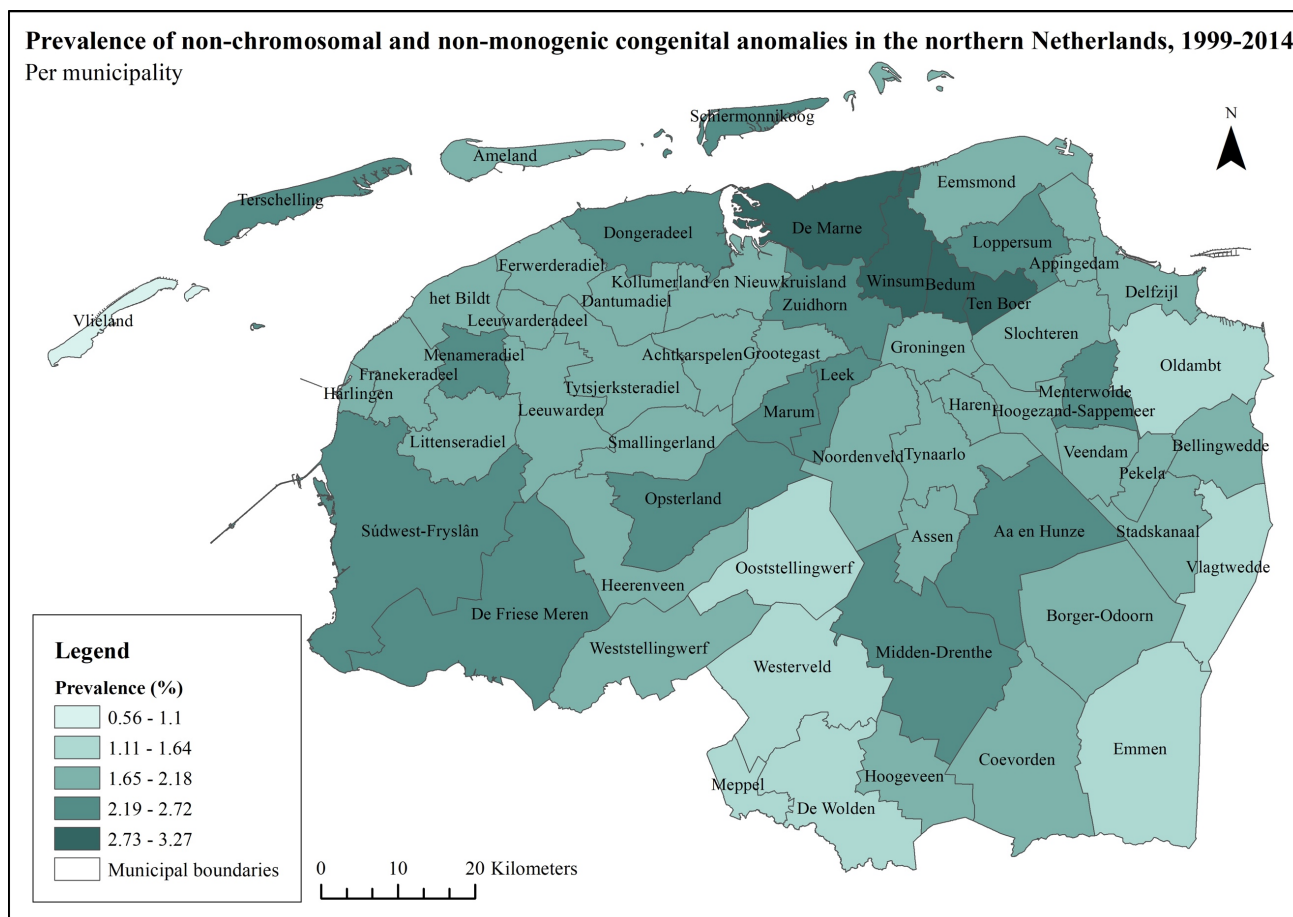 Prevalence of non-chromosomal and non-monogenic congenital anomalies in the northern Netherlands, 1999-2014
Per municipality
N
Schiermonnikoog
Ameland
Terschelling
Vlieland
Eemsmond
De Marne
Dongeradeel
Loppersum
Appingedam
Ferwerderadiel
Kollumerland en Nieuwkruisland
Winsum
Bedum
Delfzijl
het Bildt
Dantumadiel
Zuidhorn
Ten Boer
Leeuwarderadeel
Slochteren
Menameradiel
Achtkarspelen
Grootegast
Groningen
Oldambt
Franekeradeel
Leek
Harlingen
Tytsjerksteradiel
Menterwolde
Leeuwarden
Marum
Haren
Hoogezand-Sappemeer
Littenseradiel
Smallingerland
Noordenveld
Tynaarlo
Veendam
Bellingwedde
Pekela
Opsterland
Súdwest-Fryslân
Assen
Aa en Hunze
Stadskanaal
Ooststellingwerf
Vlagtwedde
Heerenveen
De Friese Meren
Borger-Odoorn
Weststellingwerf
Midden-Drenthe
Westerveld
Emmen
Coevorden
Hoogeveen
Meppel
De Wolden
Legend
Prevalence (%)
0.56 - 1.1
1.11 - 1.64
1.65 - 2.18
2.19 - 2.72
2.73 - 3.27
Municipal boundaries
0 10 20 Kilometers